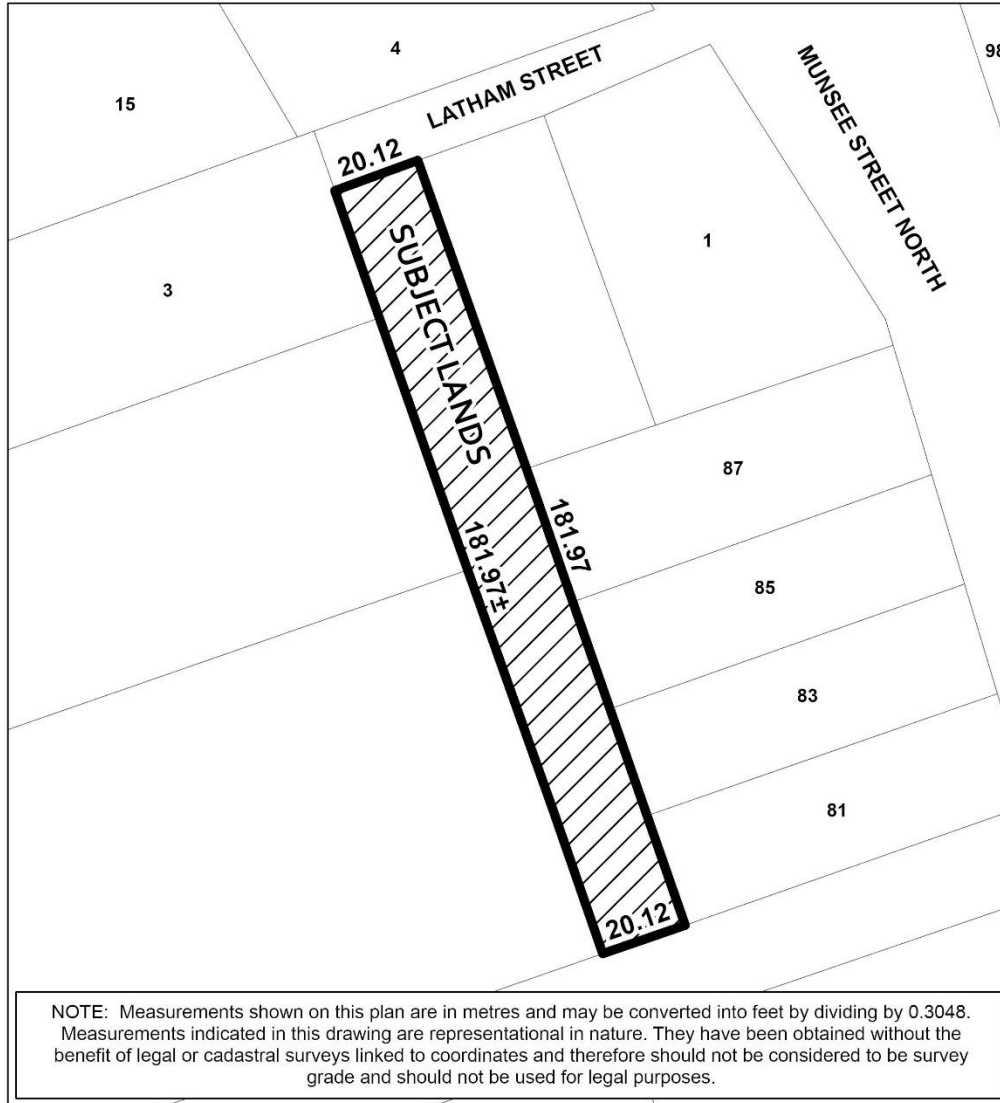 4
98
15
LATHAM STREET
MUNSEE STREET NORTH
20.12
1
3
SUBJECT LANDS
87
181.97
181.97±
85
83
81
20.12
NOTE: Measurements shown on this plan are in metres and may be converted into feet by dividing by 0.3048.
Measurements indicated in this drawing are representational in nature. They have been obtained without the
benefit of legal or cadastral surveys linked to coordinates and therefore should not be considered to be survey
grade and should not be used for legal purposes.